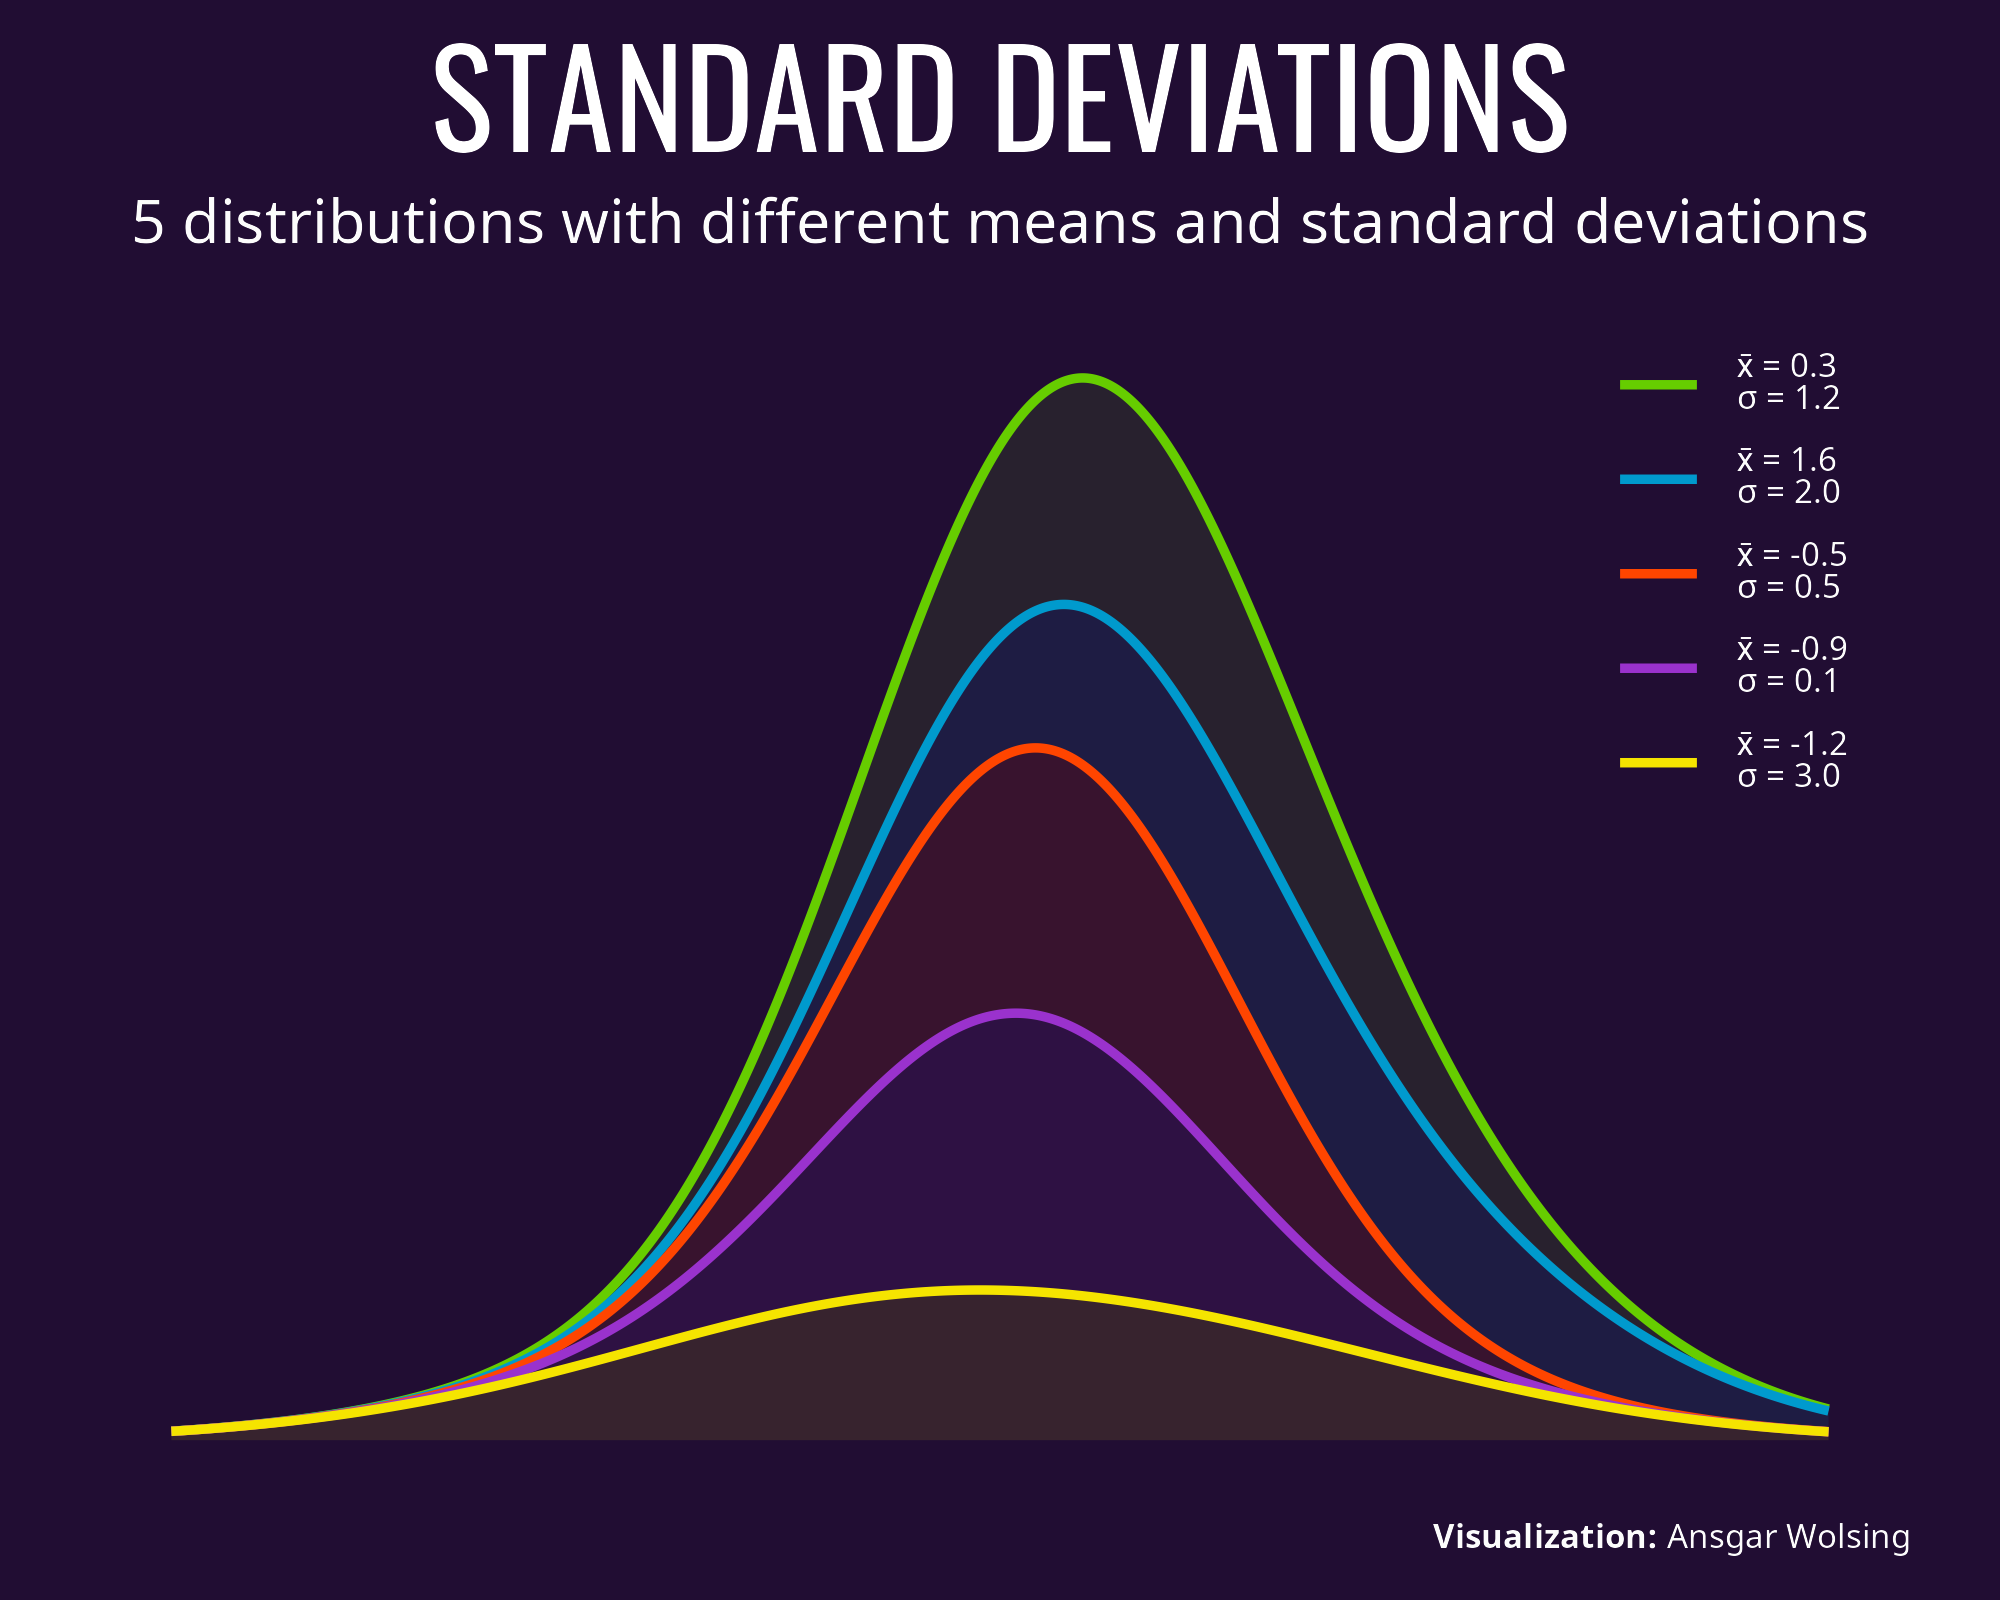 STANDARD DEVIATIONS
5 distributions with different means and standard deviations
x̄ = 0.3
σ = 1.2
x̄ = 1.6
σ = 2.0
x̄ = -0.5
σ = 0.5
x̄ = -0.9
σ = 0.1
x̄ = -1.2
σ = 3.0
Visualization: Ansgar Wolsing